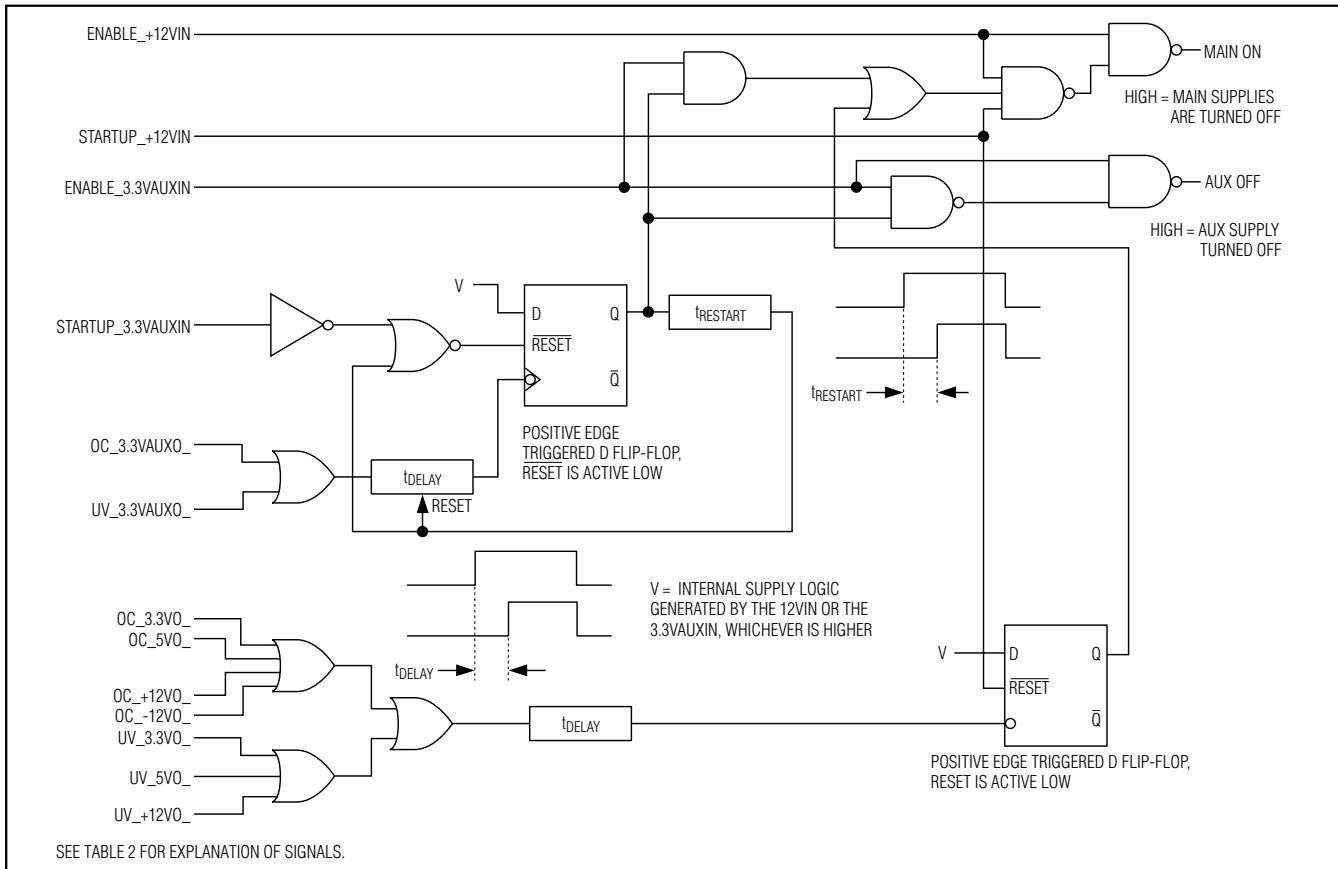 ENABLE_+12VIN
MAIN ON
HIGH = MAIN SUPPLIES
ARE TURNED OFF
STARTUP_+12VIN
ENABLE_3.3VAUXIN
AUX OFF
HIGH = AUX SUPPLY
TURNED OFF
V
D
Q
tRESTART
STARTUP_3.3VAUXIN
RESET
Q
tRESTART
POSITIVE EDGE
TRIGGERED D FLIP-FLOP,
RESET IS ACTIVE LOW
OC_3.3VAUXO_
tDELAY
RESET
UV_3.3VAUXO_
V = INTERNAL SUPPLY LOGIC
GENERATED BY THE 12VIN OR THE
3.3VAUXIN, WHICHEVER IS HIGHER
tDELAY
OC_3.3VO_
OC_5VO_
OC_+12VO_
OC_-12VO_
UV_3.3VO_
UV_5VO_
UV_+12VO_
tDELAY
V
D
Q
RESET
Q
POSITIVE EDGE TRIGGERED D FLIP-FLOP,
RESET IS ACTIVE LOW
SEE TABLE 2 FOR EXPLANATION OF SIGNALS.